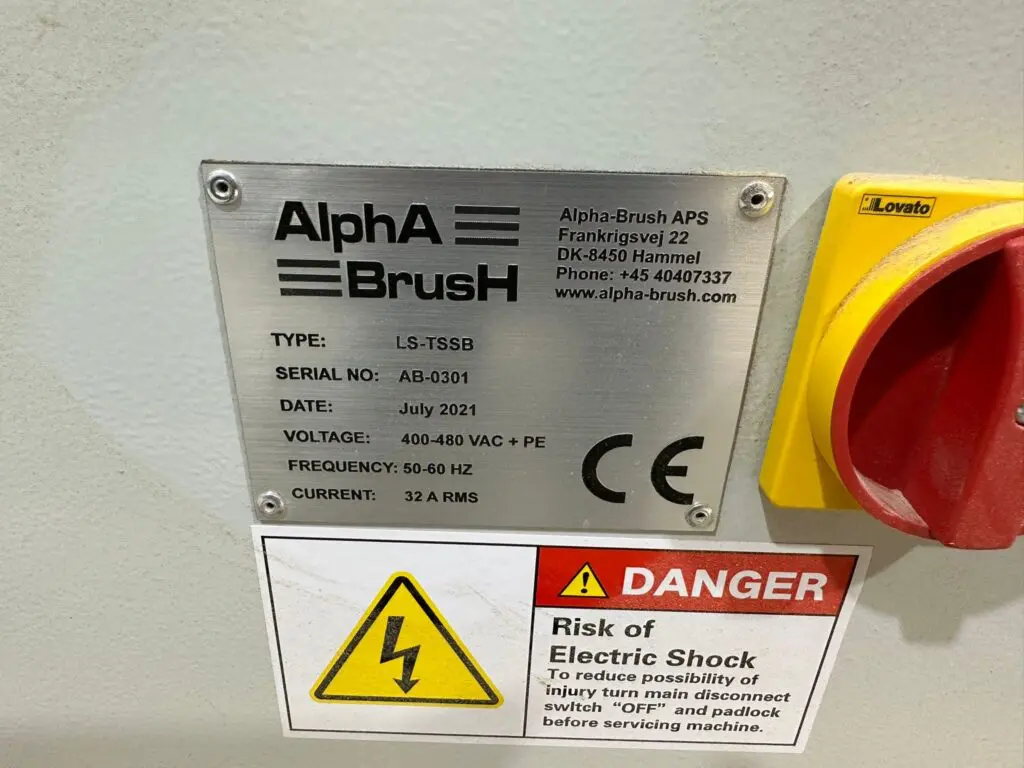 AlphA
BrusH
Alpha-Brush APS
Frankrigsvej 22
DK-8450 Hammel
Phone: +45 40407337
www.alpha-brush.com
TYPE: LS-TSSB
SERIAL NO: AB-0301
DATE: July 2021
VOLTAGE: 400-480 VAC + PE
FREQUENCY: 50-60 HZ
CURRENT: 32 A RMS
CE
Lovato
DANGER
Risk of
Electric Shock
To reduce possibility of
injury turn main disconnect
switch "OFF" and padlock
before servicing machine.